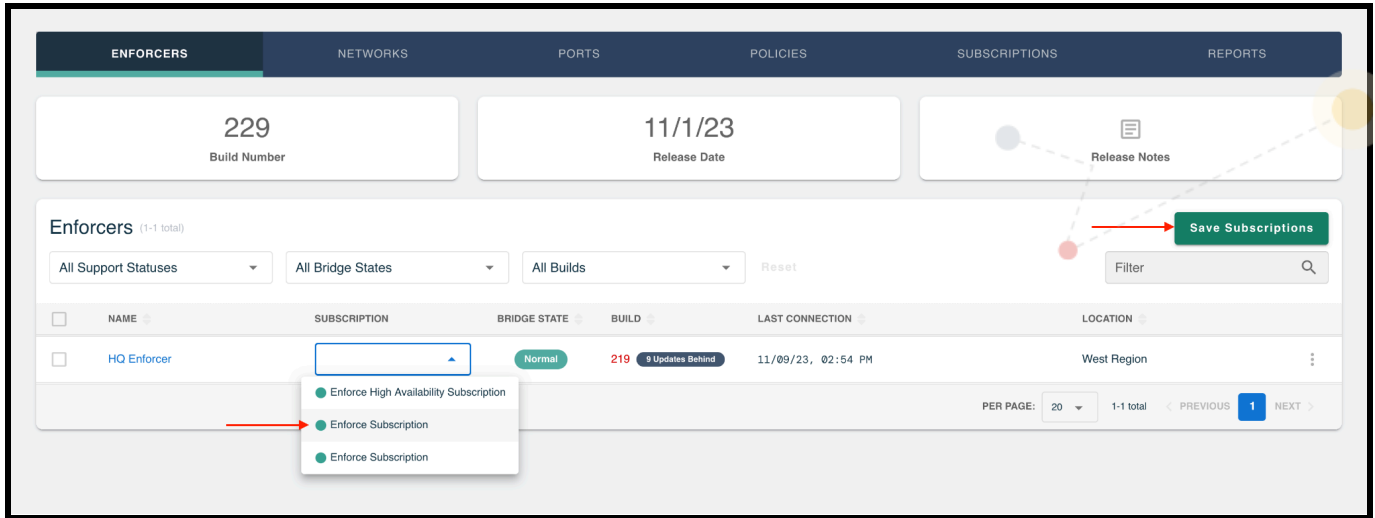 ENFORCERS NETWORKS PORTS POLICIES SUBSCRIPTIONS REPORTS
229 11/1/23
Build Number Release Date Release Notes
Enforcers (1-1 total) Save Subscriptions
All Support Statuses All Bridge States All Builds Reset Filter
NAME SUBSCRIPTION BRIDGE STATE BUILD LAST CONNECTION LOCATION
HQ Enforcer Normal 219 9 Updates Behind 11/09/23, 02:54 PM West Region
Enforce High Availability Subscription
PER PAGE: 20 1-1 total < PREVIOUS 1 NEXT >
Enforce Subscription
Enforce Subscription